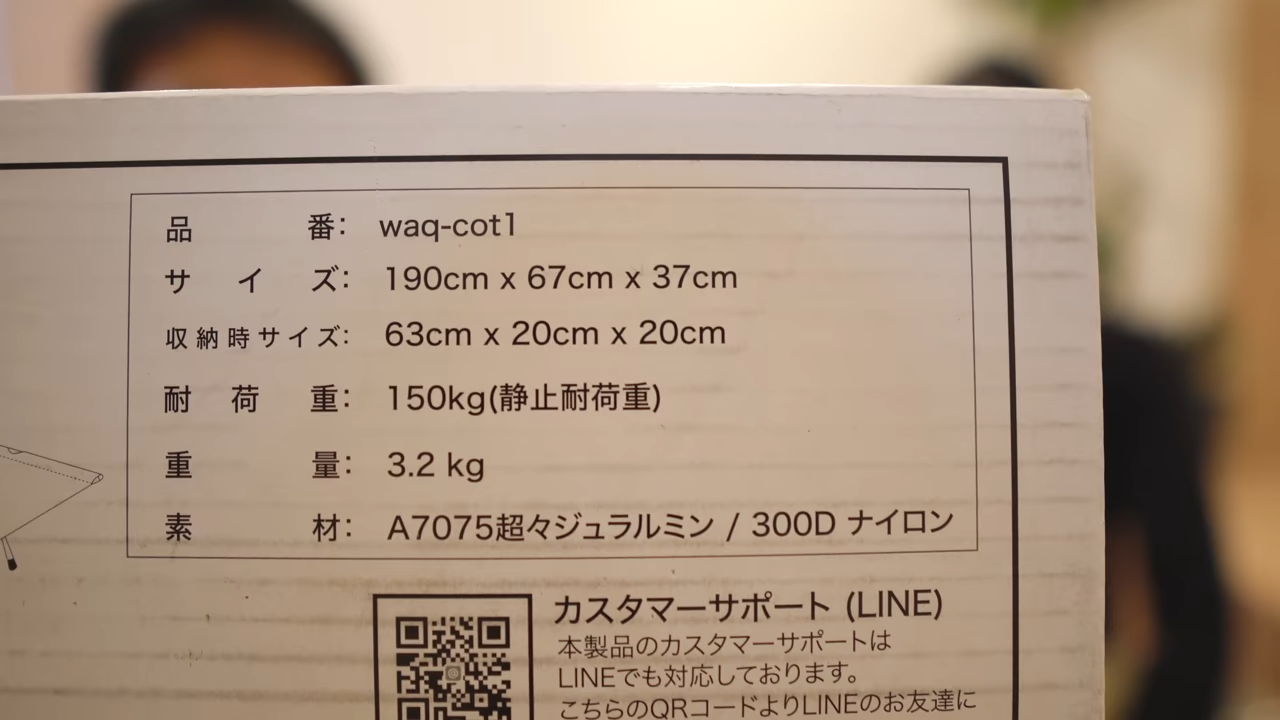 品番: waq-cot1
サイズ: 190cm x 67cm x 37cm
収納時サイズ: 63cm x 20cm x 20cm
耐荷重: 150kg(静止耐荷重)
重量: 3.2 kg
素材: A7075超々ジュラルミン / 300D ナイロン
カスタマーサポート (LINE)
本製品のカスタマーサポートは
LINEでも対応しております。
こちらのQRコードよりLINEのお友達に